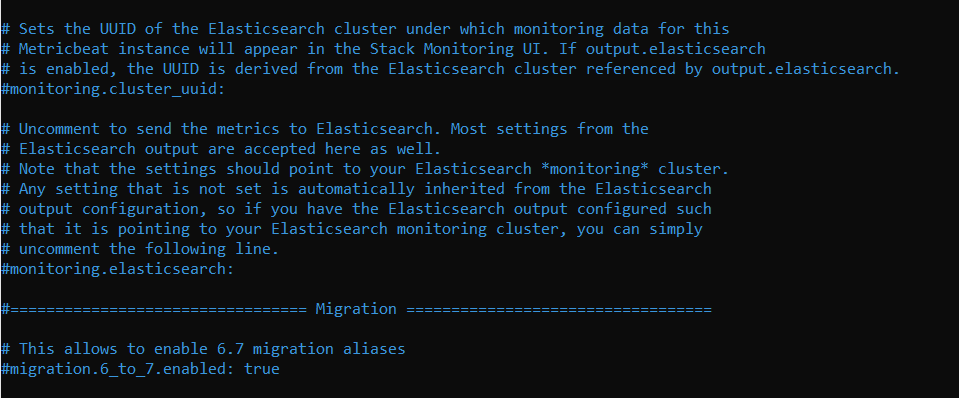 # Sets the UUID of the Elasticsearch cluster under which monitoring data for this
# Metricbeat instance will appear in the Stack Monitoring UI. If output.elasticsearch
# is enabled, the UUID is derived from the Elasticsearch cluster referenced by output.elasticsearch.
#monitoring.cluster_uuid:
# Uncomment to send the metrics to Elasticsearch. Most settings from the
# Elasticsearch output are accepted here as well.
# Note that the settings should point to your Elasticsearch *monitoring* cluster.
# Any setting that is not set is automatically inherited from the Elasticsearch
# output configuration, so if you have the Elasticsearch output configured such
# that it is pointing to your Elasticsearch monitoring cluster, you can simply
# uncomment the following line.
#monitoring.elasticsearch:
#================================= Migration ==================================
# This allows to enable 6.7 migration aliases
#migration.6_to_7.enabled: true